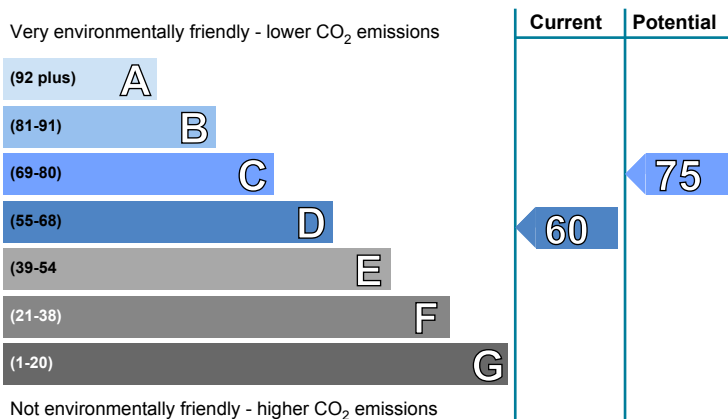 Current Potential
Very environmentally friendly - lower CO2 emissions
(92 plus) A
(81-91) B
(69-80) C 75
(55-68) D 60
(39-54 E
(21-38) F
(1-20) G
Not environmentally friendly - higher CO2 emissions